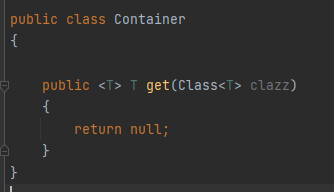 public class Container
{
public <T> T get(Class<T> clazz)
{
return null;
}
}